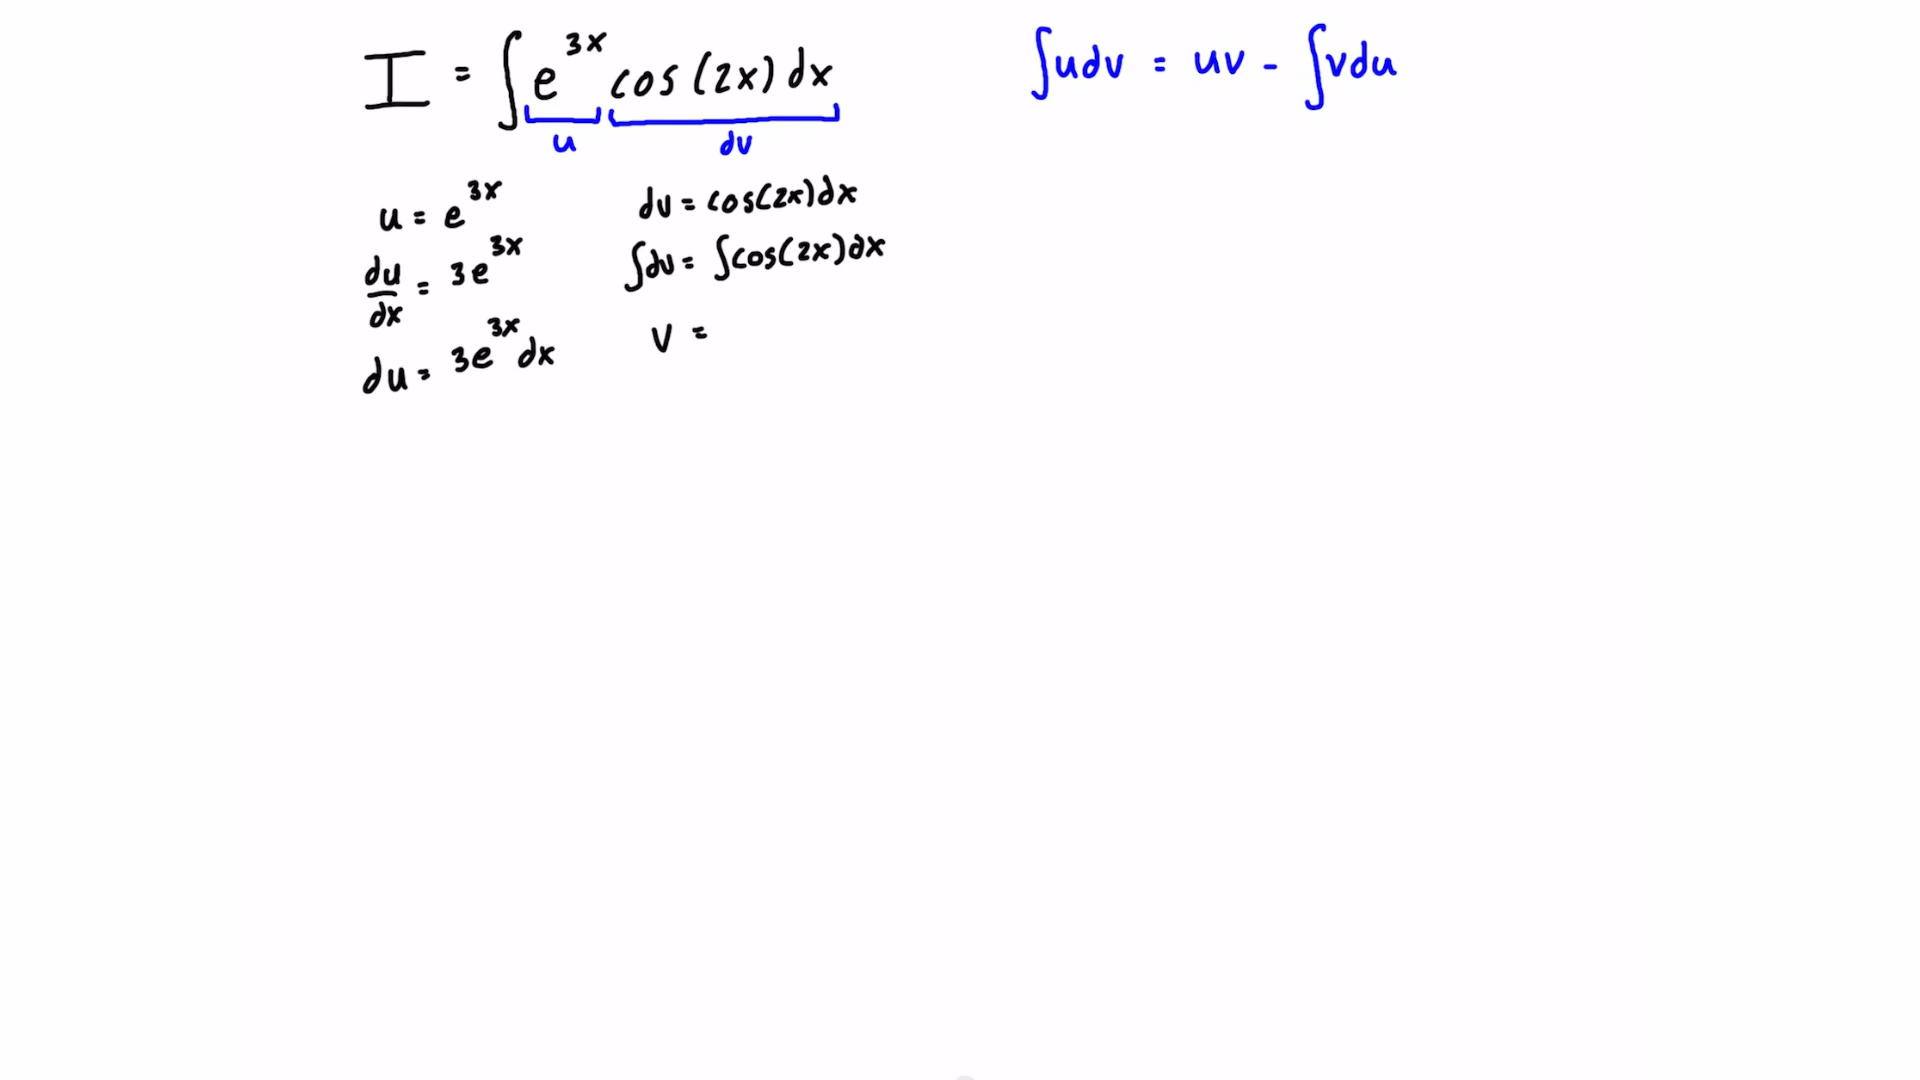 I = ∫e^{3x} cos(2x)dx
u dv
∫udv = uv - ∫vdu
u = e^{3x}
du/dx = 3e^{3x}
du = 3e^{3x}dx
dv = cos(2x)dx
∫dv = ∫cos(2x)dx
v =